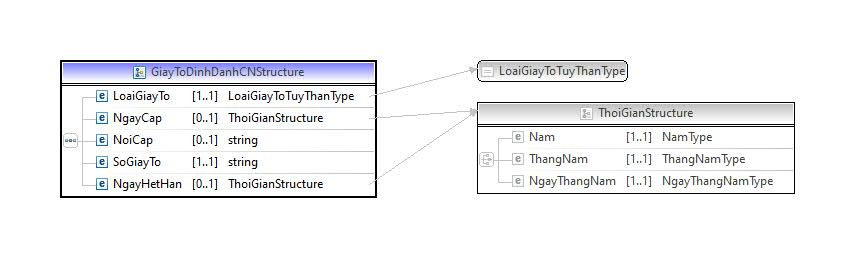 GiayToDinhDanhCNStructure
LoaiGiayTo [1..1] LoaiGiayToTuyThanType
NgayCap [0..1] ThoiGianStructure
NoiCap [0..1] string
SoGiayTo [1..1] string
NgayHetHan [0..1] ThoiGianStructure
LoaiGiayToTuyThanType
ThoiGianStructure
Nam [1..1] NamType
ThangNam [1..1] ThangNamType
NgayThangNam [1..1] NgayThangNamType